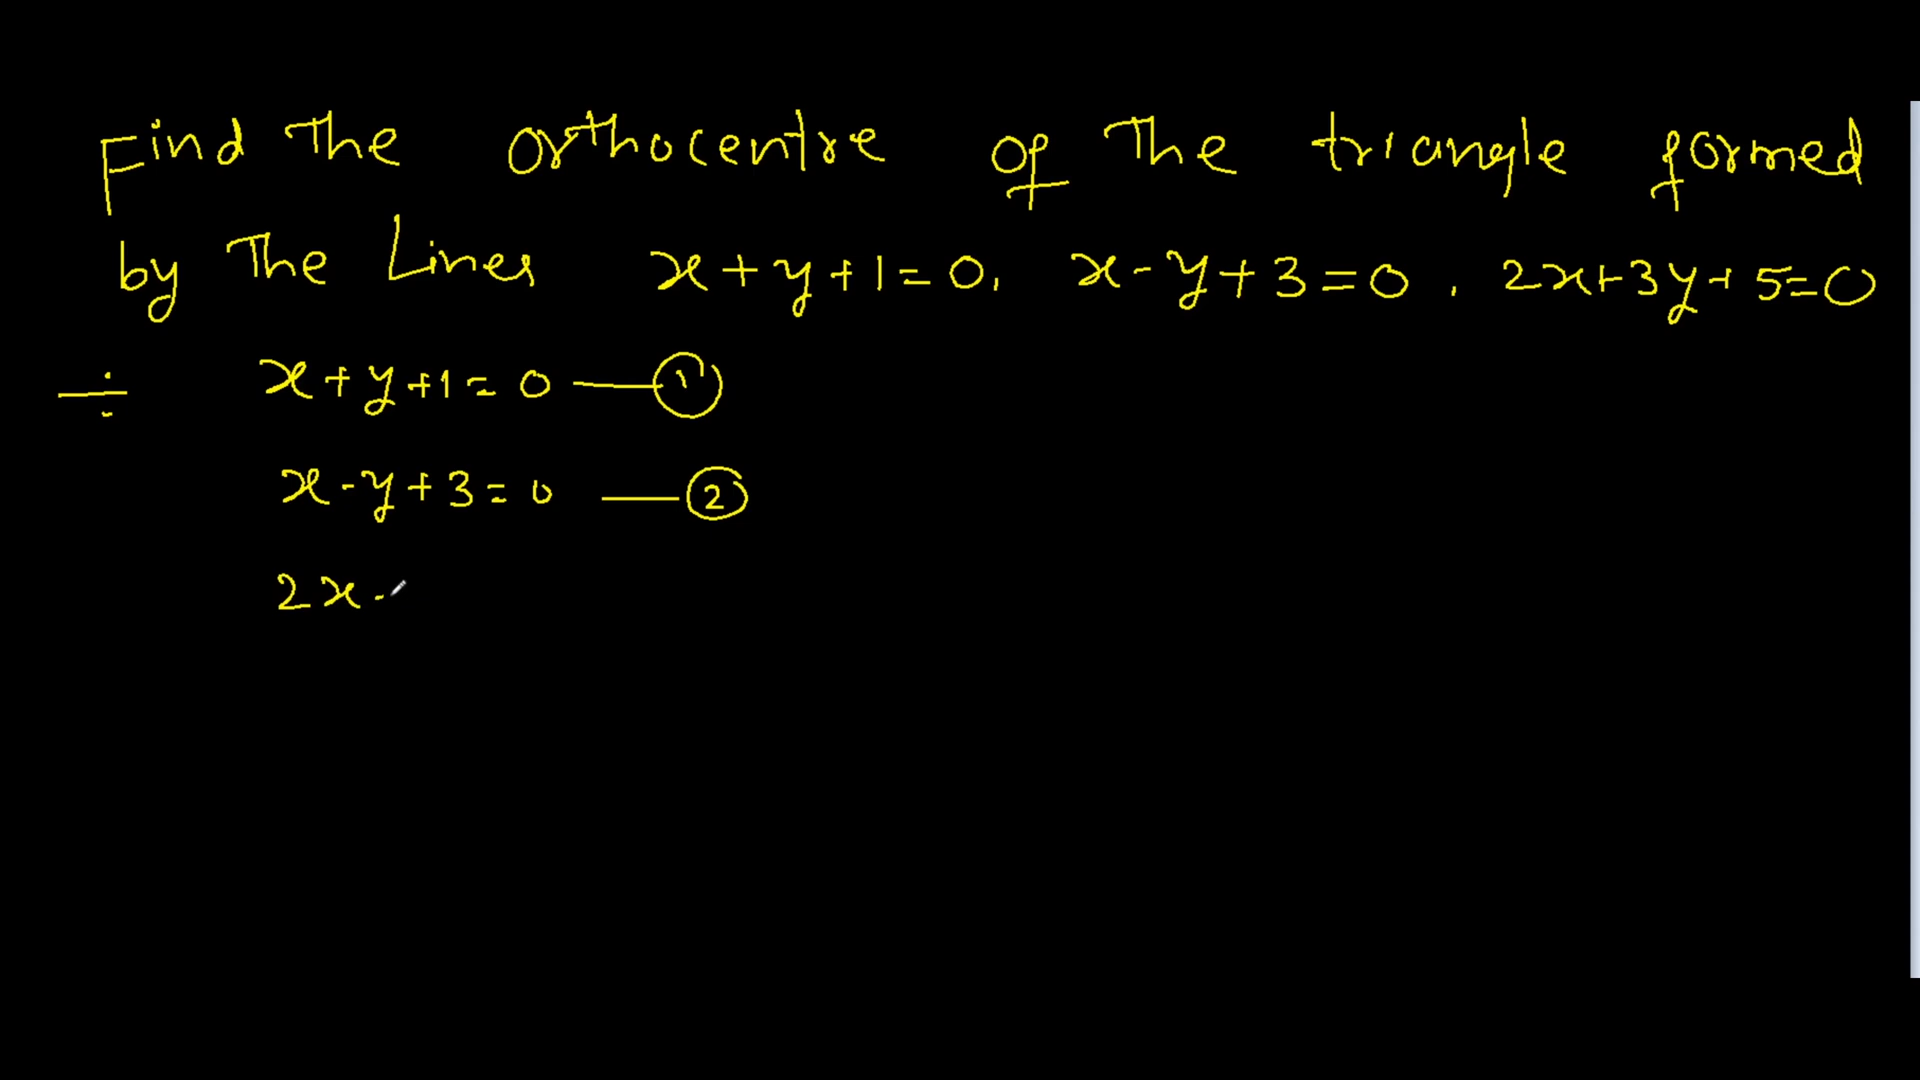 Find The Orthocentre of The triangle formed
by The Lines x+y+1=0, x-y+3=0, 2x+3y+5=0
÷ x+y+1=0 — 1
x-y+3=0 — 2
2x-